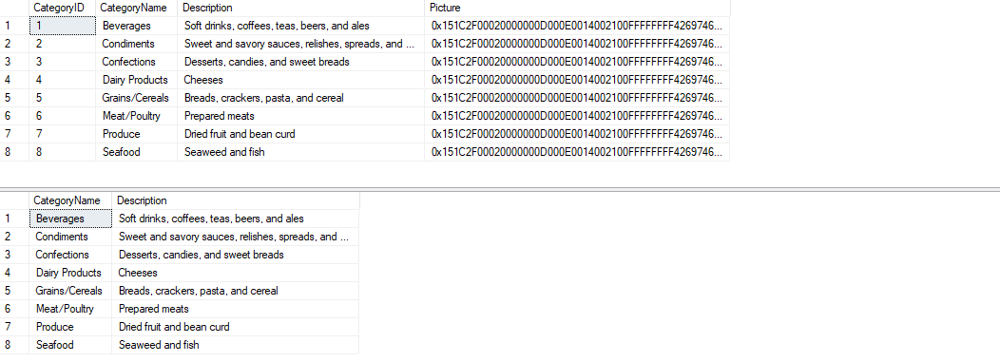 CategoryID CategoryName Description Picture
1 1 Beverages Soft drinks, coffees, teas, beers, and ales 0x151C2F00020000000D000E0014002100FFFFFFFF4269746...
2 2 Condiments Sweet and savory sauces, relishes, spreads, and ... 0x151C2F00020000000D000E0014002100FFFFFFFF4269746...
3 3 Confections Desserts, candies, and sweet breads 0x151C2F00020000000D000E0014002100FFFFFFFF4269746...
4 4 Dairy Products Cheeses 0x151C2F00020000000D000E0014002100FFFFFFFF4269746...
5 5 Grains/Cereals Breads, crackers, pasta, and cereal 0x151C2F00020000000D000E0014002100FFFFFFFF4269746...
6 6 Meat/Poultry Prepared meats 0x151C2F00020000000D000E0014002100FFFFFFFF4269746...
7 7 Produce Dried fruit and bean curd 0x151C2F00020000000D000E0014002100FFFFFFFF4269746...
8 8 Seafood Seaweed and fish 0x151C2F00020000000D000E0014002100FFFFFFFF4269746...
CategoryName Description
1 Beverages Soft drinks, coffees, teas, beers, and ales
2 Condiments Sweet and savory sauces, relishes, spreads, and ...
3 Confections Desserts, candies, and sweet breads
4 Dairy Products Cheeses
5 Grains/Cereals Breads, crackers, pasta, and cereal
6 Meat/Poultry Prepared meats
7 Produce Dried fruit and bean curd
8 Seafood Seaweed and fish